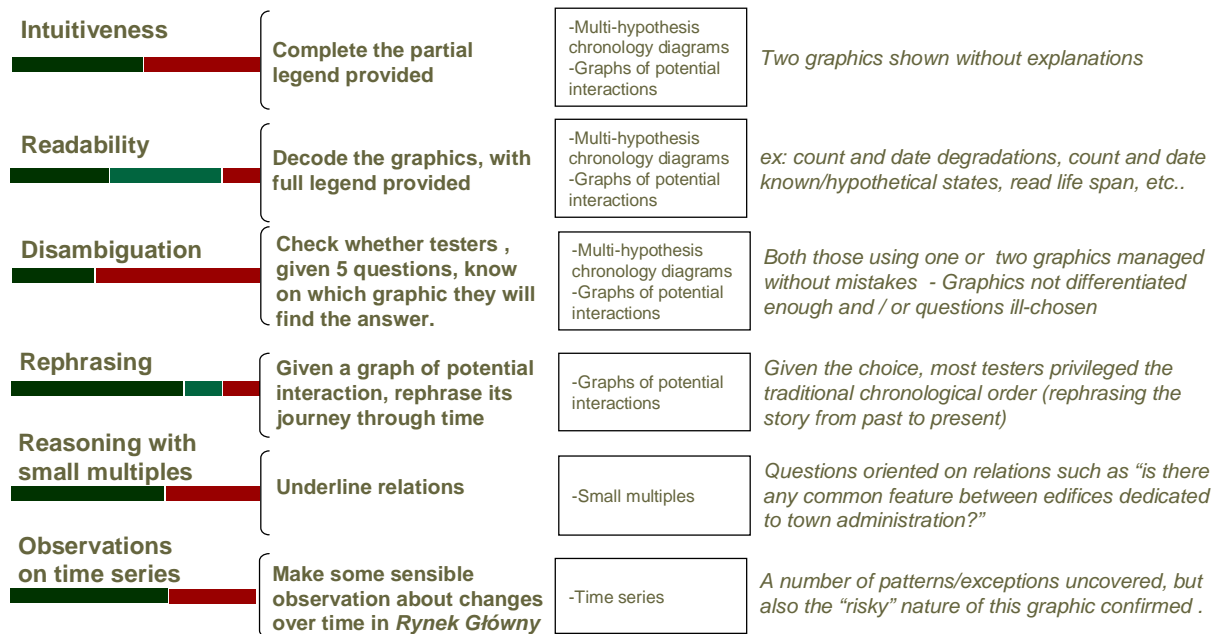 Intuitiveness
Complete the partial
legend provided
-Multi-hypothesis
chronology diagrams
-Graphs of potential
interactions
Two graphics shown without explanations
Readability
Decode the graphics, with
full legend provided
-Multi-hypothesis
chronology diagrams
-Graphs of potential
interactions
ex: count and date degradations, count and date
known/hypothetical states, read life span, etc..
Disambiguation
Check whether testers ,
given 5 questions, know
on which graphic they will
find the answer.
-Multi-hypothesis
chronology diagrams
-Graphs of potential
interactions
Both those using one or two graphics managed
without mistakes - Graphics not differentiated
enough and / or questions ill-chosen
Rephrasing
Given a graph of potential
interaction, rephrase its
journey through time
-Graphs of potential
interactions
Given the choice, most testers privileged the
traditional chronological order (rephrasing the
story from past to present)
Reasoning with
small multiples
Underline relations
-Small multiples
Questions oriented on relations such as “is there
any common feature between edifices dedicated
to town administration?”
Observations
on time series
Make some sensible
observation about changes
over time in Rynek Główny
-Time series
A number of patterns/exceptions uncovered, but
also the “risky” nature of this graphic confirmed .